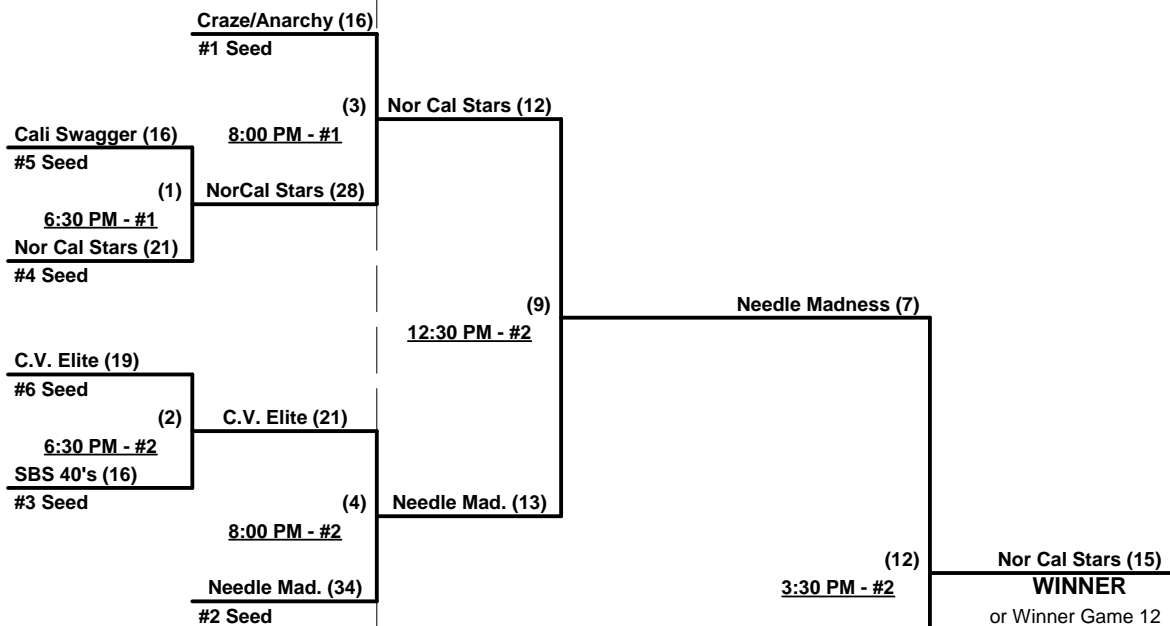 Craze/Anarchy (16)
#1 Seed
(3)
8:00 PM - #1
Nor Cal Stars (12)
Cali Swagger (16)
#5 Seed
(1)
6:30 PM - #1
NorCal Stars (28)
Nor Cal Stars (21)
#4 Seed
(9)
12:30 PM - #2
Needle Madness (7)
C.V. Elite (19)
#6 Seed
(2)
6:30 PM - #2
C.V. Elite (21)
SBS 40's (16)
#3 Seed
(4)
8:00 PM - #2
Needle Mad. (13)
Needle Mad. (34)
#2 Seed
(12)
3:30 PM - #2
Nor Cal Stars (15)
WINNER
or Winner Game 12